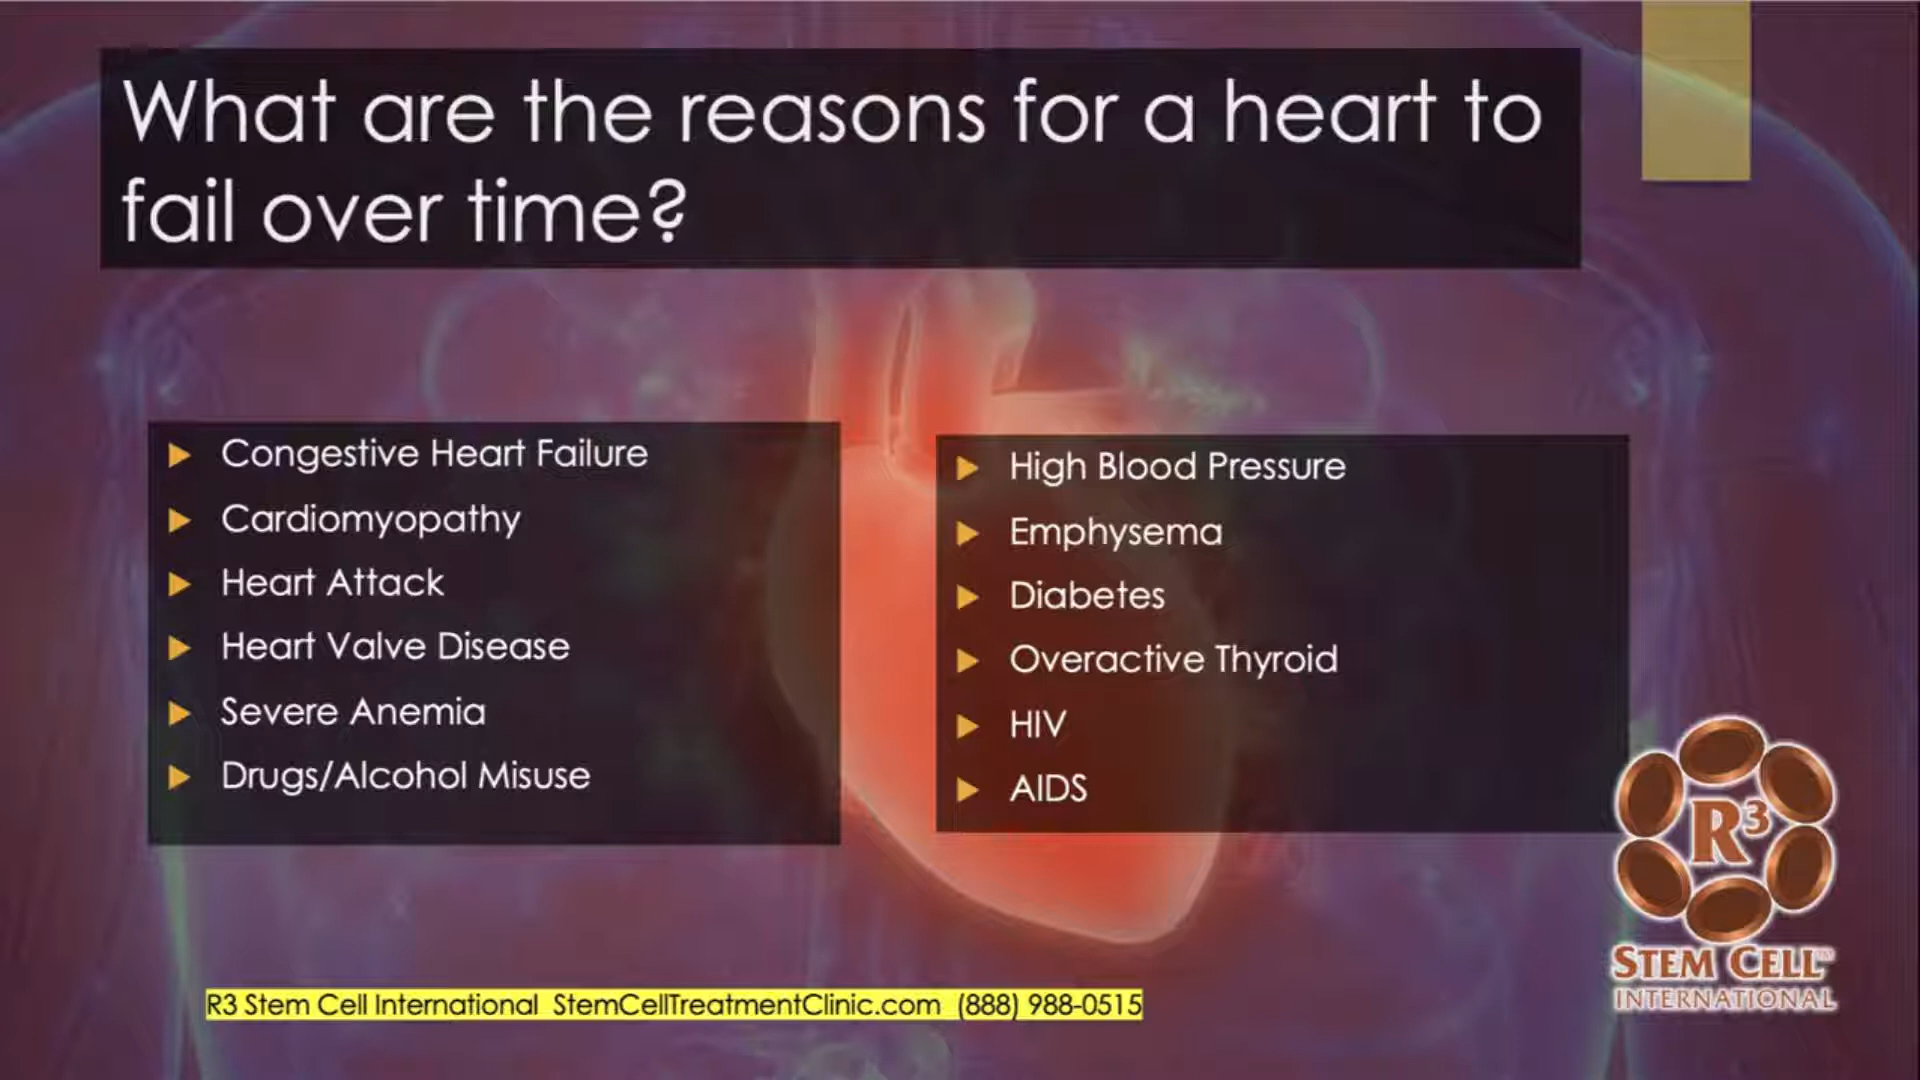 What are the reasons for a heart to
fail over time?
Congestive Heart Failure
Cardiomyopathy
Heart Attack
Heart Valve Disease
Severe Anemia
Drugs/Alcohol Misuse
High Blood Pressure
Emphysema
Diabetes
Overactive Thyroid
HIV
AIDS
R3
STEM CELL™
INTERNATIONAL
R3 Stem Cell International StemCellTreatmentClinic.com (888) 988-0515